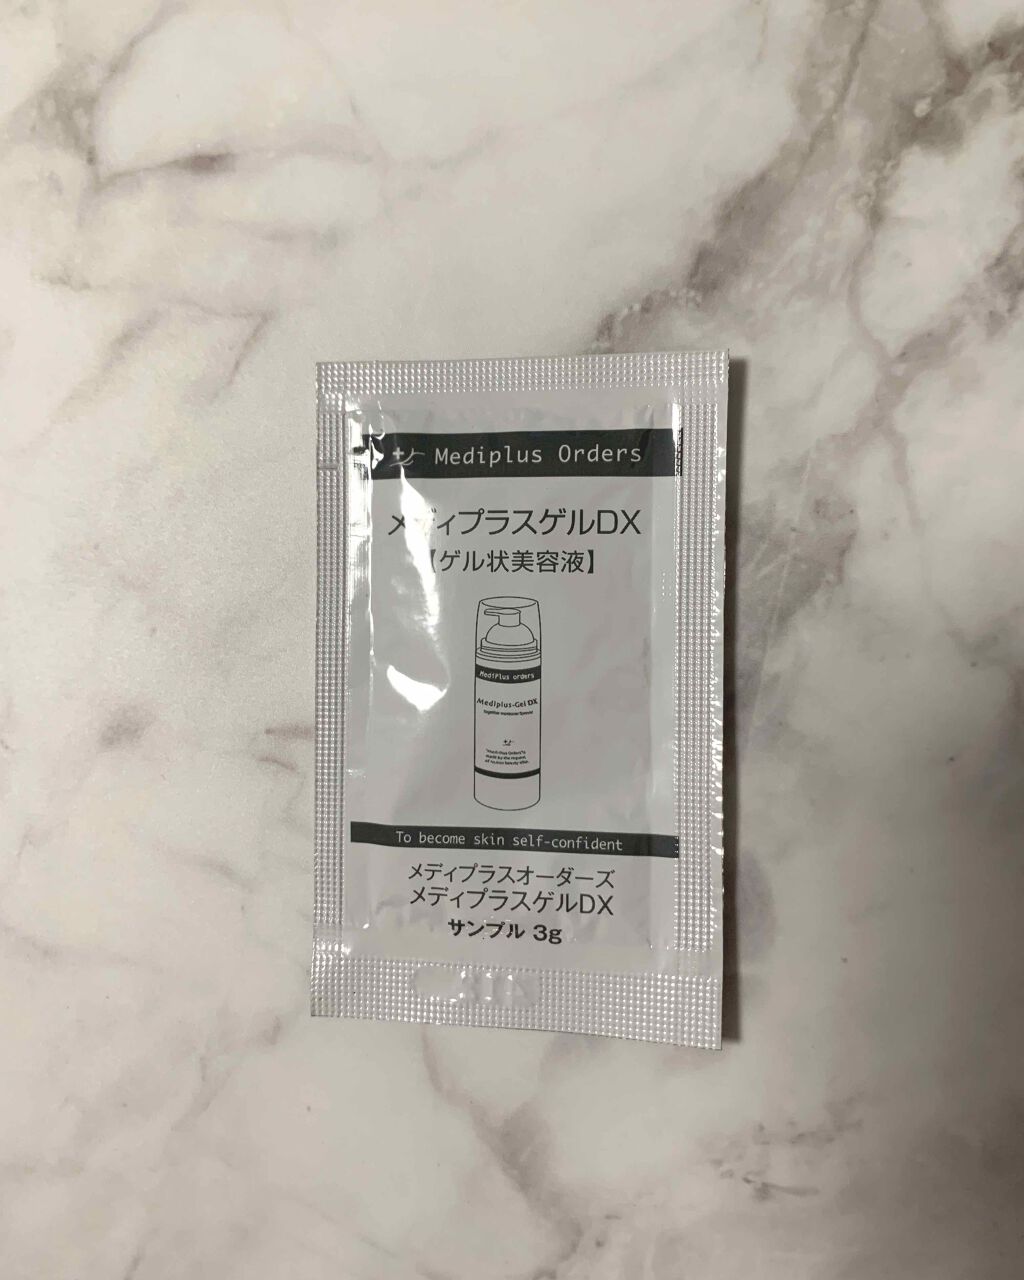 Mediplus Orders
メディプラスゲルDX
【ゲル状美容液】
MediPlus orders
Mediplus-Gel DX
To become skin self-confident
メディプラスオーダーズ
メディプラスゲルDX
サンプル 3g